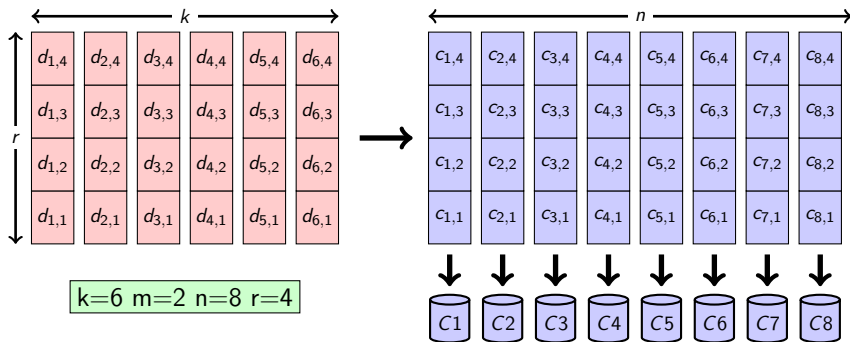 k n
r
d1,4 d2,4 d3,4 d4,4 d5,4 d6,4 c1,4 c2,4 c3,4 c4,4 c5,4 c6,4 c7,4 c8,4
d1,3 d2,3 d3,3 d4,3 d5,3 d6,3 c1,3 c2,3 c3,3 c4,3 c5,3 c6,3 c7,3 c8,3
d1,2 d2,2 d3,2 d4,2 d5,2 d6,2 c1,2 c2,2 c3,2 c4,2 c5,2 c6,2 c7,2 c8,2
d1,1 d2,1 d3,1 d4,1 d5,1 d6,1 c1,1 c2,1 c3,1 c4,1 c5,1 c6,1 c7,1 c8,1
k=6 m=2 n=8 r=4
C1 C2 C3 C4 C5 C6 C7 C8